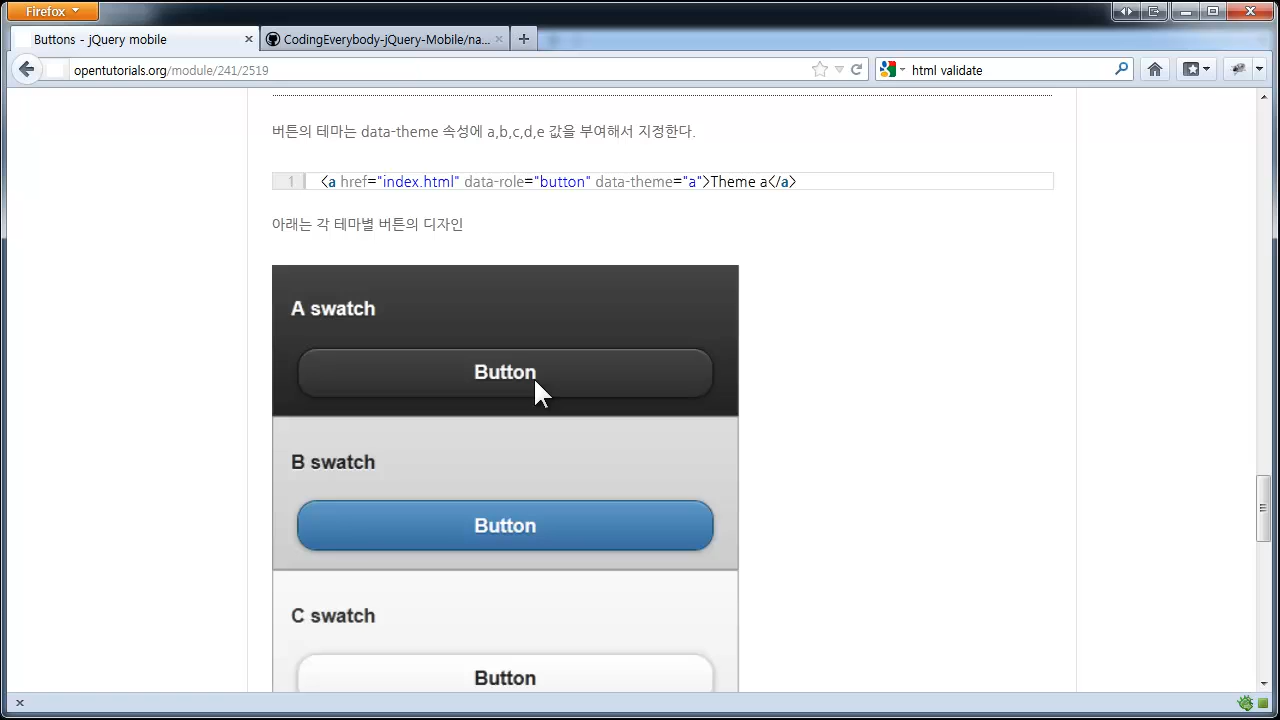 Firefox
Buttons - jQuery mobile
CodingEverybody-jQuery-Mobile/na...
opentutorials.org/module/241/2519
html validate
버튼의 테마는 data-theme 속성에 a,b,c,d,e 값을 부여해서 지정한다.
1 <a href="index.html" data-role="button" data-theme="a">Theme a</a>
아래는 각 테마별 버튼의 디자인
A swatch
Button
B swatch
Button
C swatch
Button